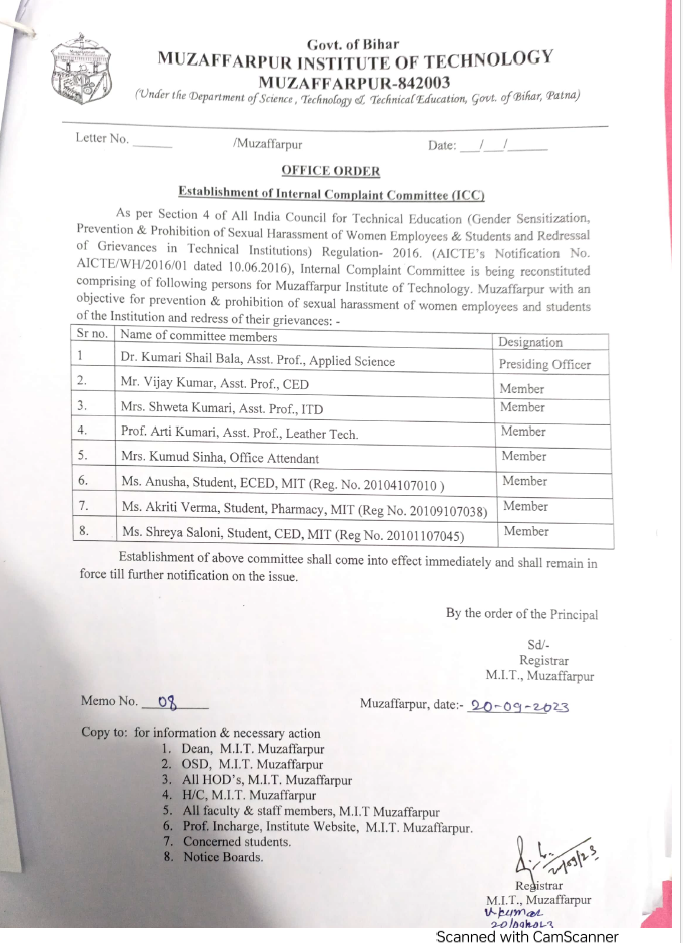 Govt. of Bihar
MUZAFFARPUR INSTITUTE OF TECHNOLOGY
MUZAFFARPUR-842003
(Under the Department of Science, Technology & Technical Education, Govt. of Bihar, Patna)
Letter No. ______ /Muzaffarpur Date: __/__/____
OFFICE ORDER
Establishment of Internal Complaint Committee (ICC)
As per Section 4 of All India Council for Technical Education (Gender Sensitization,
Prevention & Prohibition of Sexual Harassment of Women Employees & Students and Redressal
of Grievances in Technical Institutions) Regulation- 2016. (AICTE's Notification No.
AICTE/WH/2016/01 dated 10.06.2016), Internal Complaint Committee is being reconstituted
comprising of following persons for Muzaffarpur Institute of Technology. Muzaffarpur with an
objective for prevention & prohibition of sexual harassment of women employees and students
of the Institution and redress of their grievances: -
Sr no. Name of committee members Designation
1 Dr. Kumari Shail Bala, Asst. Prof., Applied Science Presiding Officer
2. Mr. Vijay Kumar, Asst. Prof., CED Member
3. Mrs. Shweta Kumari, Asst. Prof., ITD Member
4. Prof. Arti Kumari, Asst. Prof., Leather Tech. Member
5. Mrs. Kumud Sinha, Office Attendant Member
6. Ms. Anusha, Student, ECED, MIT (Reg. No. 20104107010 ) Member
7. Ms. Akriti Verma, Student, Pharmacy, MIT (Reg No. 20109107038) Member
8. Ms. Shreya Saloni, Student, CED, MIT (Reg No. 20101107045) Member
Establishment of above committee shall come into effect immediately and shall remain in
force till further notification on the issue.
By the order of the Principal
Sd/-
Registrar
M.I.T., Muzaffarpur
Memo No. 08 Muzaffarpur, date:- 20-09-2023
Copy to: for information & necessary action
1. Dean, M.I.T. Muzaffarpur
2. OSD, M.I.T. Muzaffarpur
3. All HOD's, M.I.T. Muzaffarpur
4. H/C, M.I.T. Muzaffarpur
5. All faculty & staff members, M.I.T Muzaffarpur
6. Prof. Incharge, Institute Website, M.I.T. Muzaffarpur.
7. Concerned students.
8. Notice Boards.
Registrar
M.I.T., Muzaffarpur
Vkumar
Scanned with CamScanner